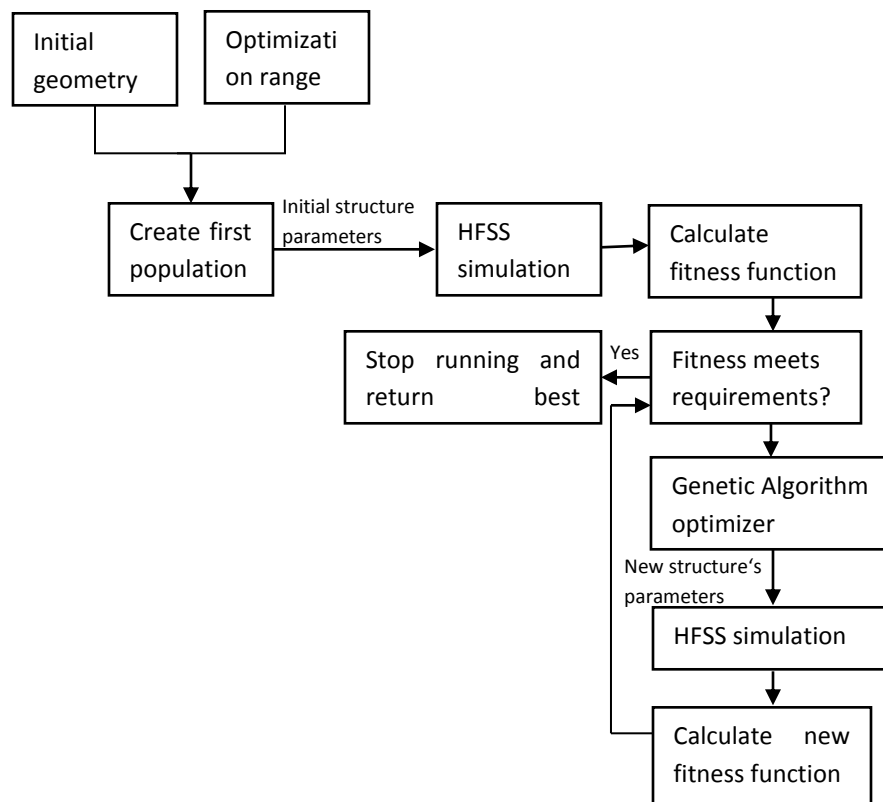 Initial
geometry
Optimizati
on range
Create first
population
Initial structure
parameters
HFSS
simulation
Calculate
fitness function
Stop running and
return best
Yes
Fitness meets
requirements?
Genetic Algorithm
optimizer
New structure‘s
parameters
HFSS simulation
Calculate new
fitness function